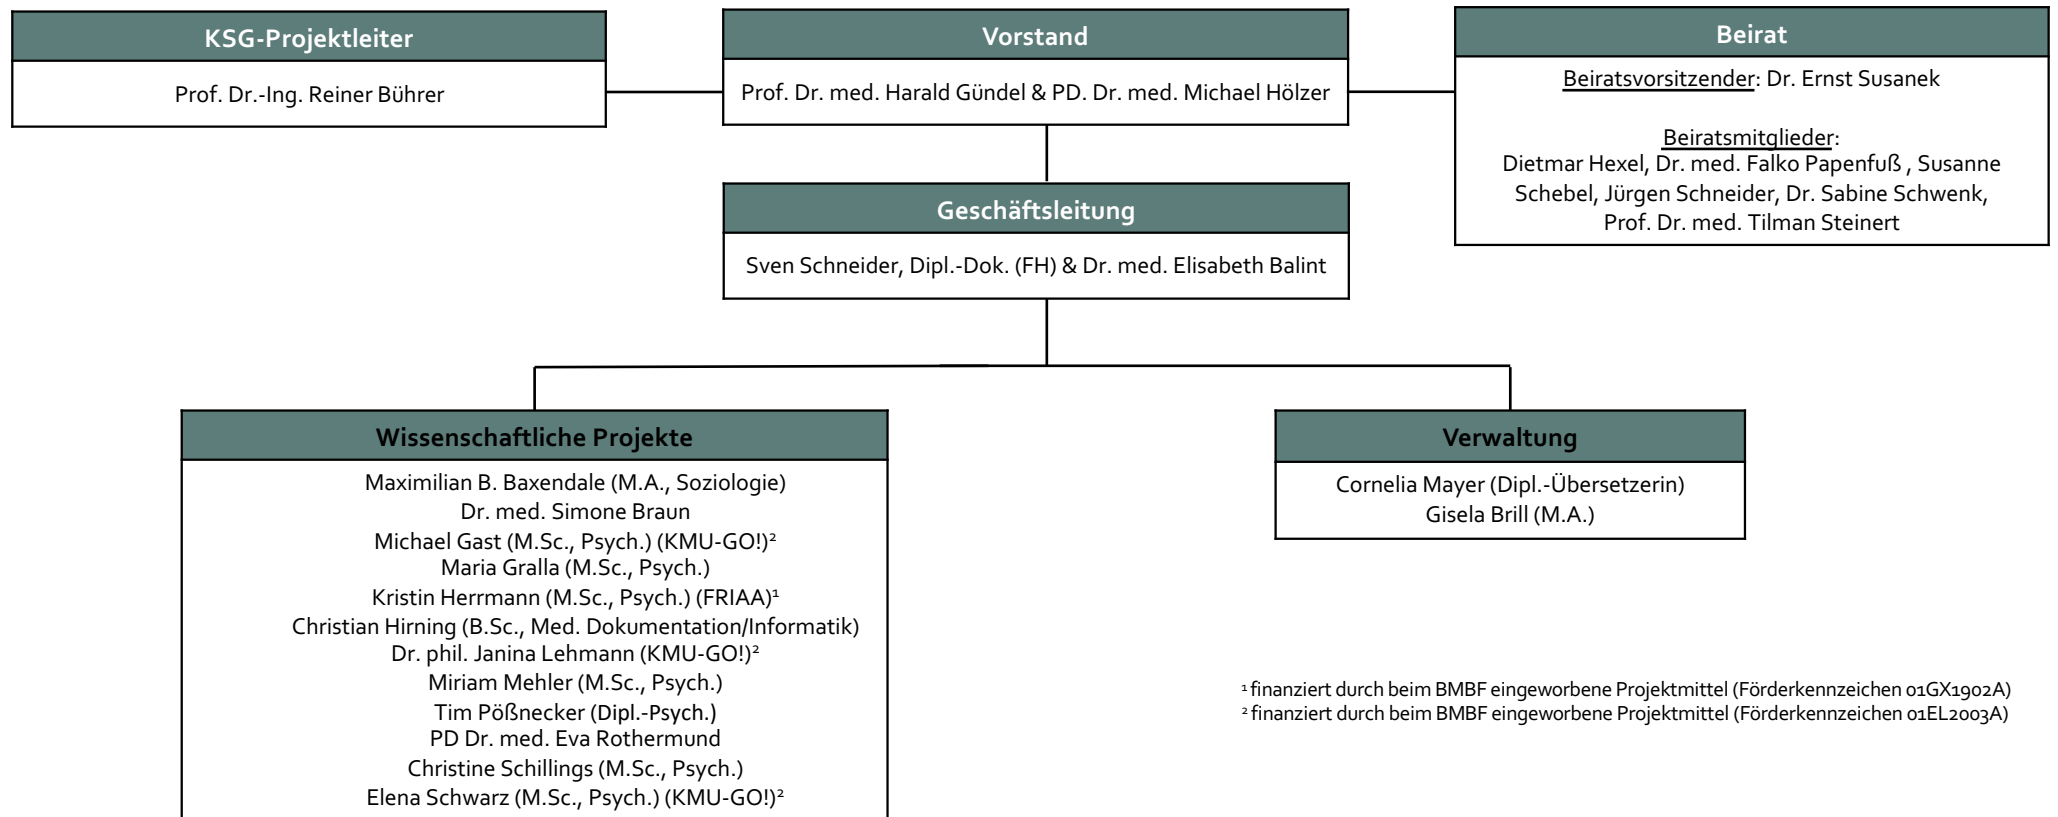 KSG-Projektleiter
Prof. Dr.-Ing. Reiner Bührer
Vorstand
Prof. Dr. med. Harald Gündel & PD. Dr. med. Michael Hölzer
Beirat
Beiratsvorsitzender: Dr. Ernst Susanek
Beiratsmitglieder:
Dietmar Hexel, Dr. med. Falko Papenfuß , Susanne
Schebel, Jürgen Schneider, Dr. Sabine Schwenk,
Prof. Dr. med. Tilman Steinert
Geschäftsleitung
Sven Schneider, Dipl.-Dok. (FH) & Dr. med. Elisabeth Balint
Wissenschaftliche Projekte
Maximilian B. Baxendale (M.A., Soziologie)
Dr. med. Simone Braun
Michael Gast (M.Sc., Psych.) (KMU-GO!)²
Maria Gralla (M.Sc., Psych.)
Kristin Herrmann (M.Sc., Psych.) (FRIAA)¹
Christian Hirning (B.Sc., Med. Dokumentation/Informatik)
Dr. phil. Janina Lehmann (KMU-GO!)²
Miriam Mehler (M.Sc., Psych.)
Tim Pößnecker (Dipl.-Psych.)
PD Dr. med. Eva Rothermund
Christine Schillings (M.Sc., Psych.)
Elena Schwarz (M.Sc., Psych.) (KMU-GO!)²
Verwaltung
Cornelia Mayer (Dipl.-Übersetzerin)
Gisela Brill (M.A.)
¹ finanziert durch beim BMBF eingeworbene Projektmittel (Förderkennzeichen 01GX1902A)
² finanziert durch beim BMBF eingeworbene Projektmittel (Förderkennzeichen 01EL2003A)